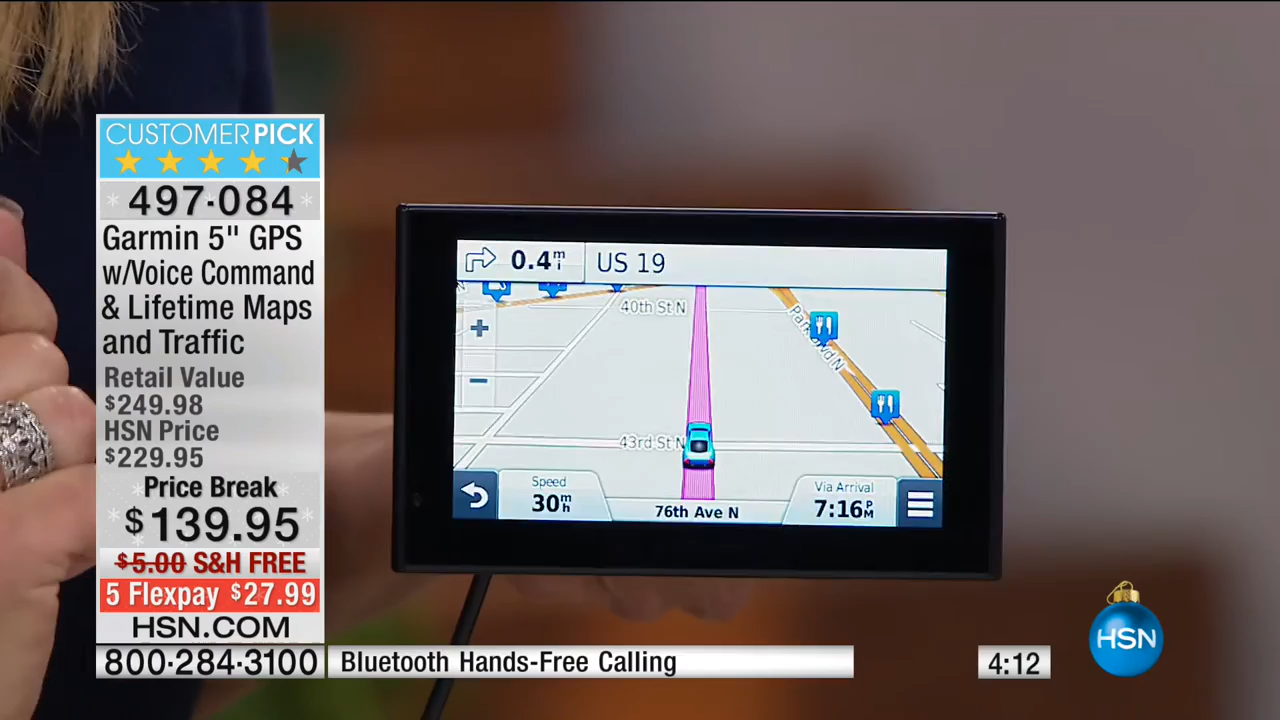 CUSTOMERPICK
497·084
Garmin 5" GPS
w/Voice Command
& Lifetime Maps
and Traffic
Retail Value
$249.98
HSN Price
$229.95
Price Break
$139.95
$5.00 S&H FREE
5 Flexpay $27.99
HSN.COM
800·284·3100
Bluetooth Hands-Free Calling
4:12
HSN
0.4 mi
US 19
40th St N
43rd St N
+
−
Speed
30 mh
76th Ave N
Via Arrival
7:16 PM